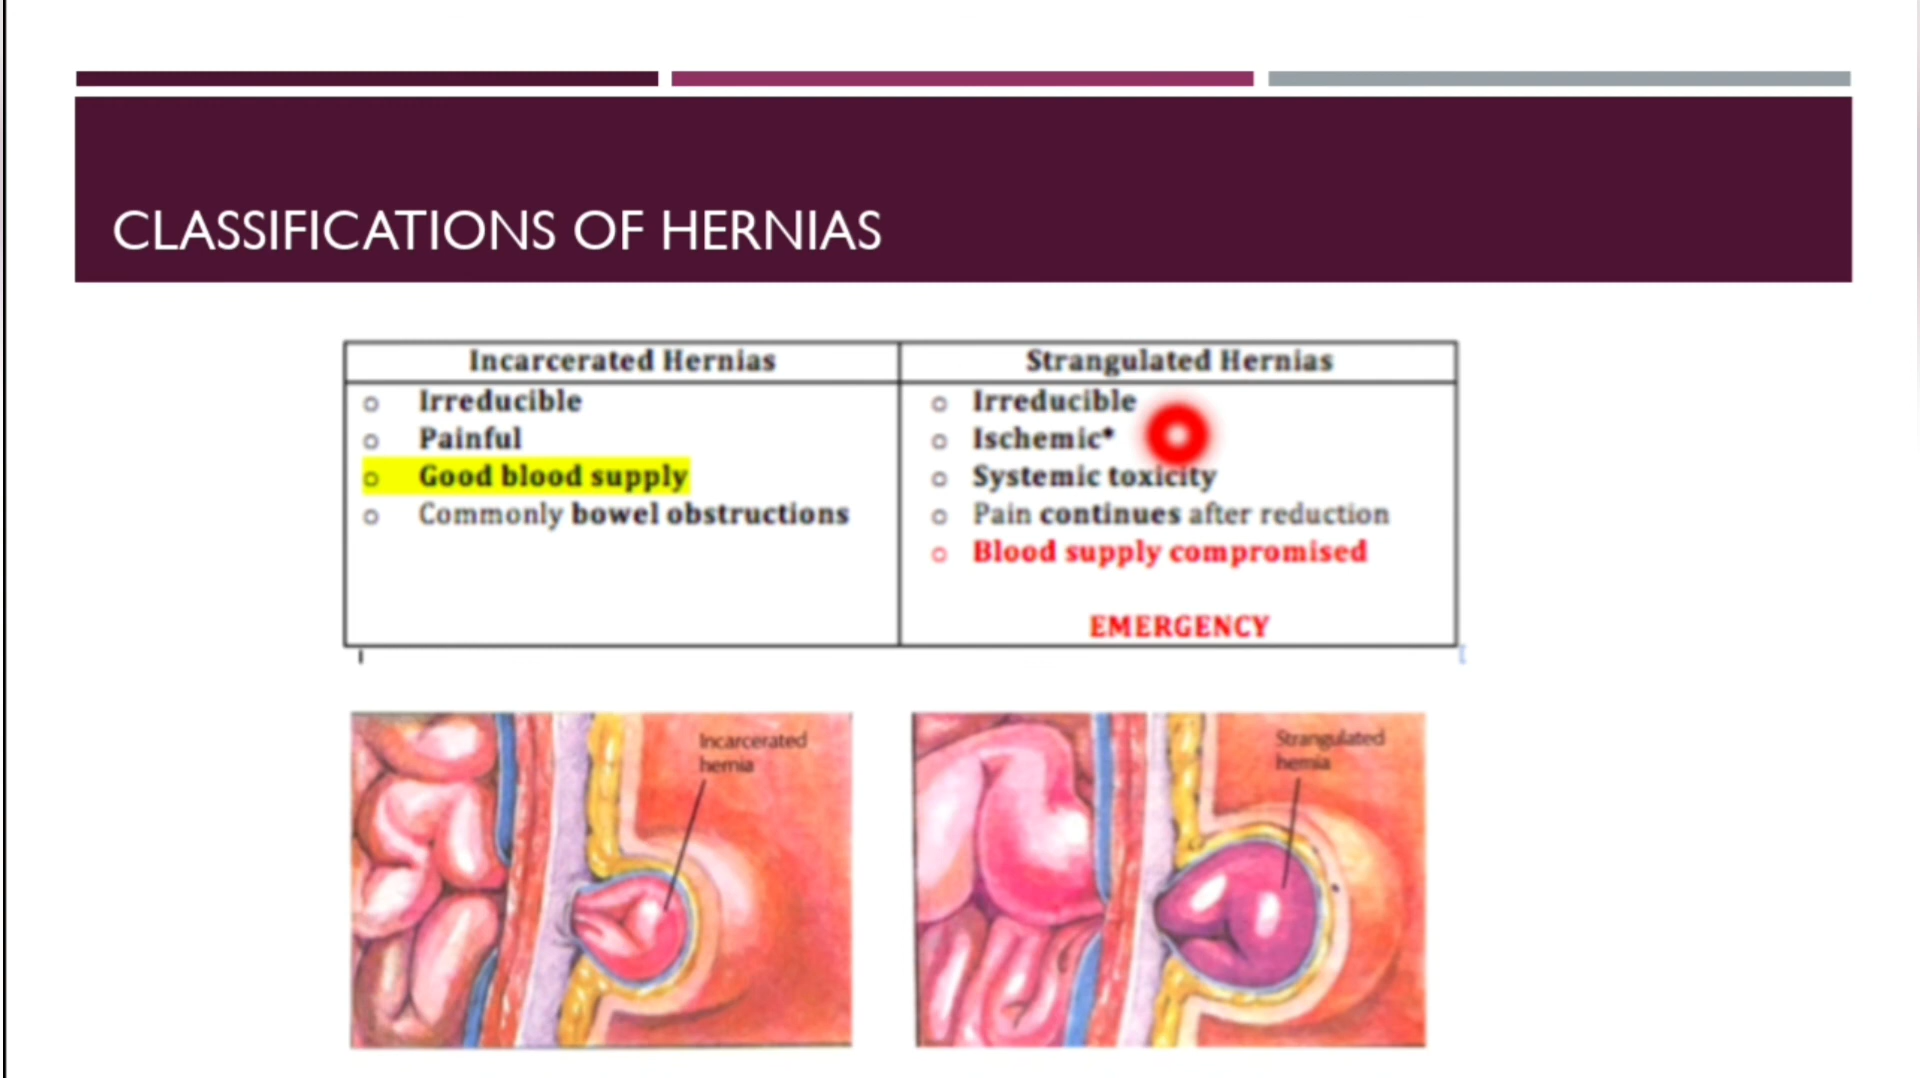 CLASSIFICATIONS OF HERNIAS
Incarcerated Hernias
Irreducible
Painful
Good blood supply
Commonly bowel obstructions
Strangulated Hernias
Irreducible
Ischemic*
Systemic toxicity
Pain continues after reduction
Blood supply compromised
EMERGENCY
Incarcerated
hernia
Strangulated
hernia